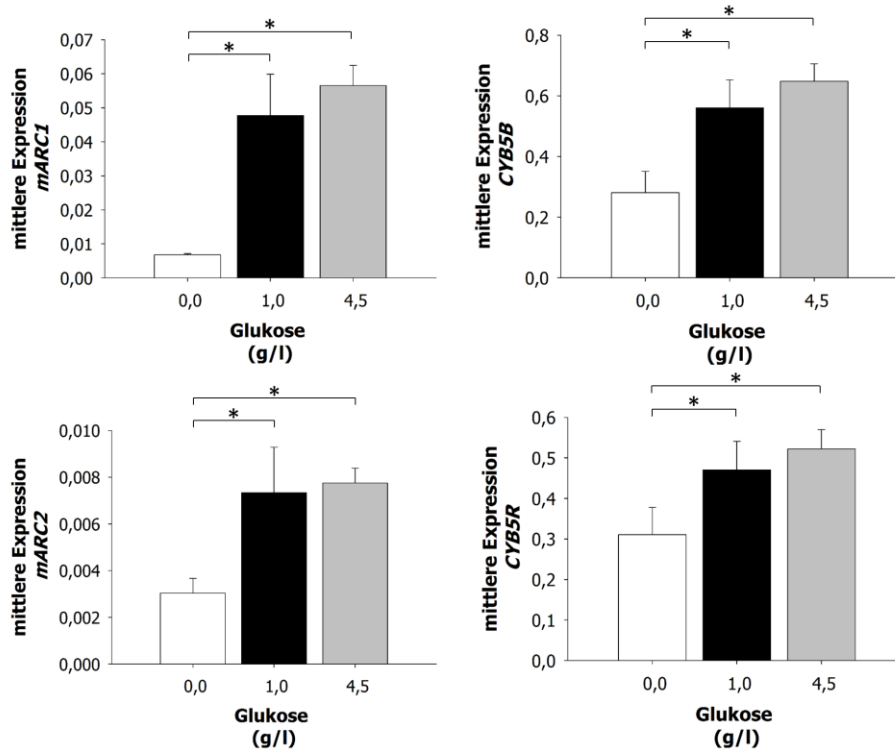 mittlere Expression
mARC1
0,07
0,06
0,05
0,04
0,03
0,02
0,01
0,00
*
*
0,0 1,0 4,5
Glukose
(g/l)
mittlere Expression
CYB5B
0,8
0,6
0,4
0,2
0,0
*
*
0,0 1,0 4,5
Glukose
(g/l)
mittlere Expression
mARC2
0,010
0,008
0,006
0,004
0,002
0,000
*
*
0,0 1,0 4,5
Glukose
(g/l)
mittlere Expression
CYB5R
0,6
0,5
0,4
0,3
0,2
0,1
0,0
*
*
0,0 1,0 4,5
Glukose
(g/l)